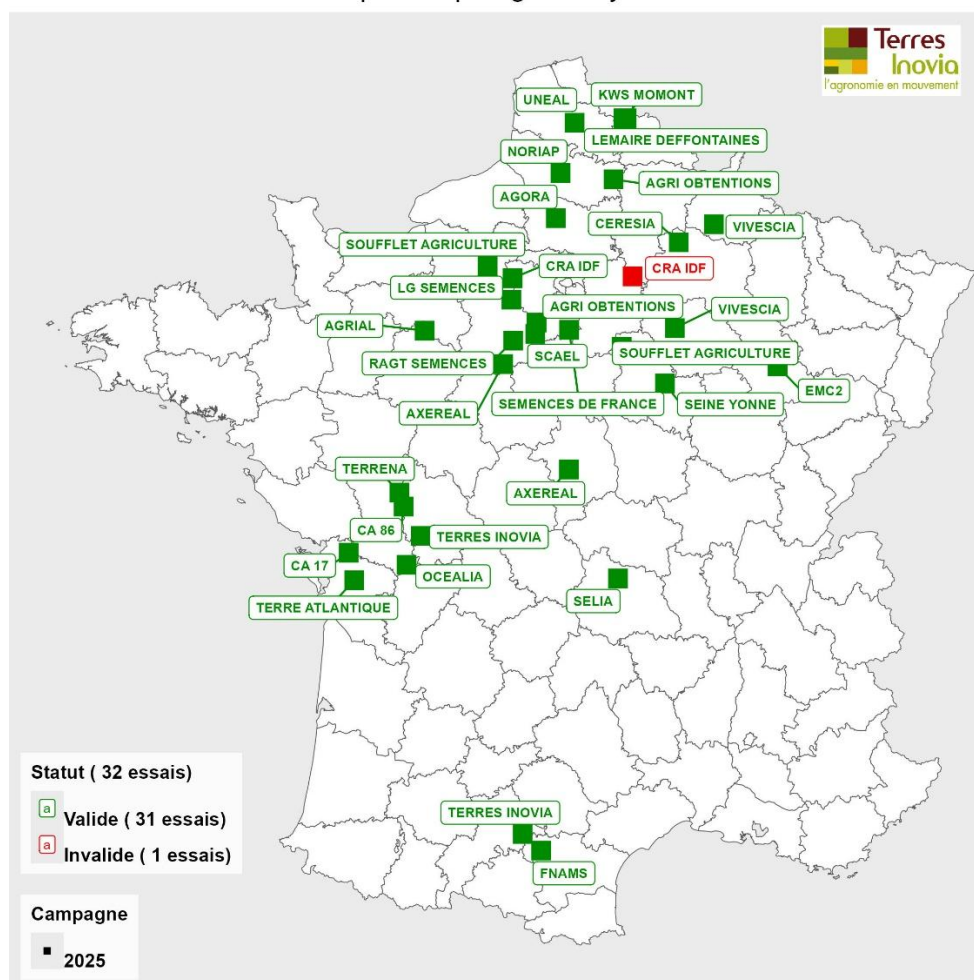 Terres
Inovia
l'agronomie en mouvement
UNEAL
KWS MOMONT
LEMAIRE DEFFONTAINES
NORIAP
AGRI OBTENTIONS
AGORA
CERESIA
VIVESCIA
SOUFFLET AGRICULTURE
CRA IDF
CRA IDF
LG SEMENCES
AGRI OBTENTIONS
VIVESCIA
AGRIAL
RAGT SEMENCES
SCAEL
SOUFFLET AGRICULTURE
EMC2
AXEREAL
SEMENCES DE FRANCE
SEINE YONNE
TERRENA
AXEREAL
CA 86
TERRES INOVIA
CA 17
OCEALIA
TERRE ATLANTIQUE
SELIA
TERRES INOVIA
FNAMS
Statut ( 32 essais)
a Valide ( 31 essais)
a Invalide ( 1 essais)
Campagne
2025